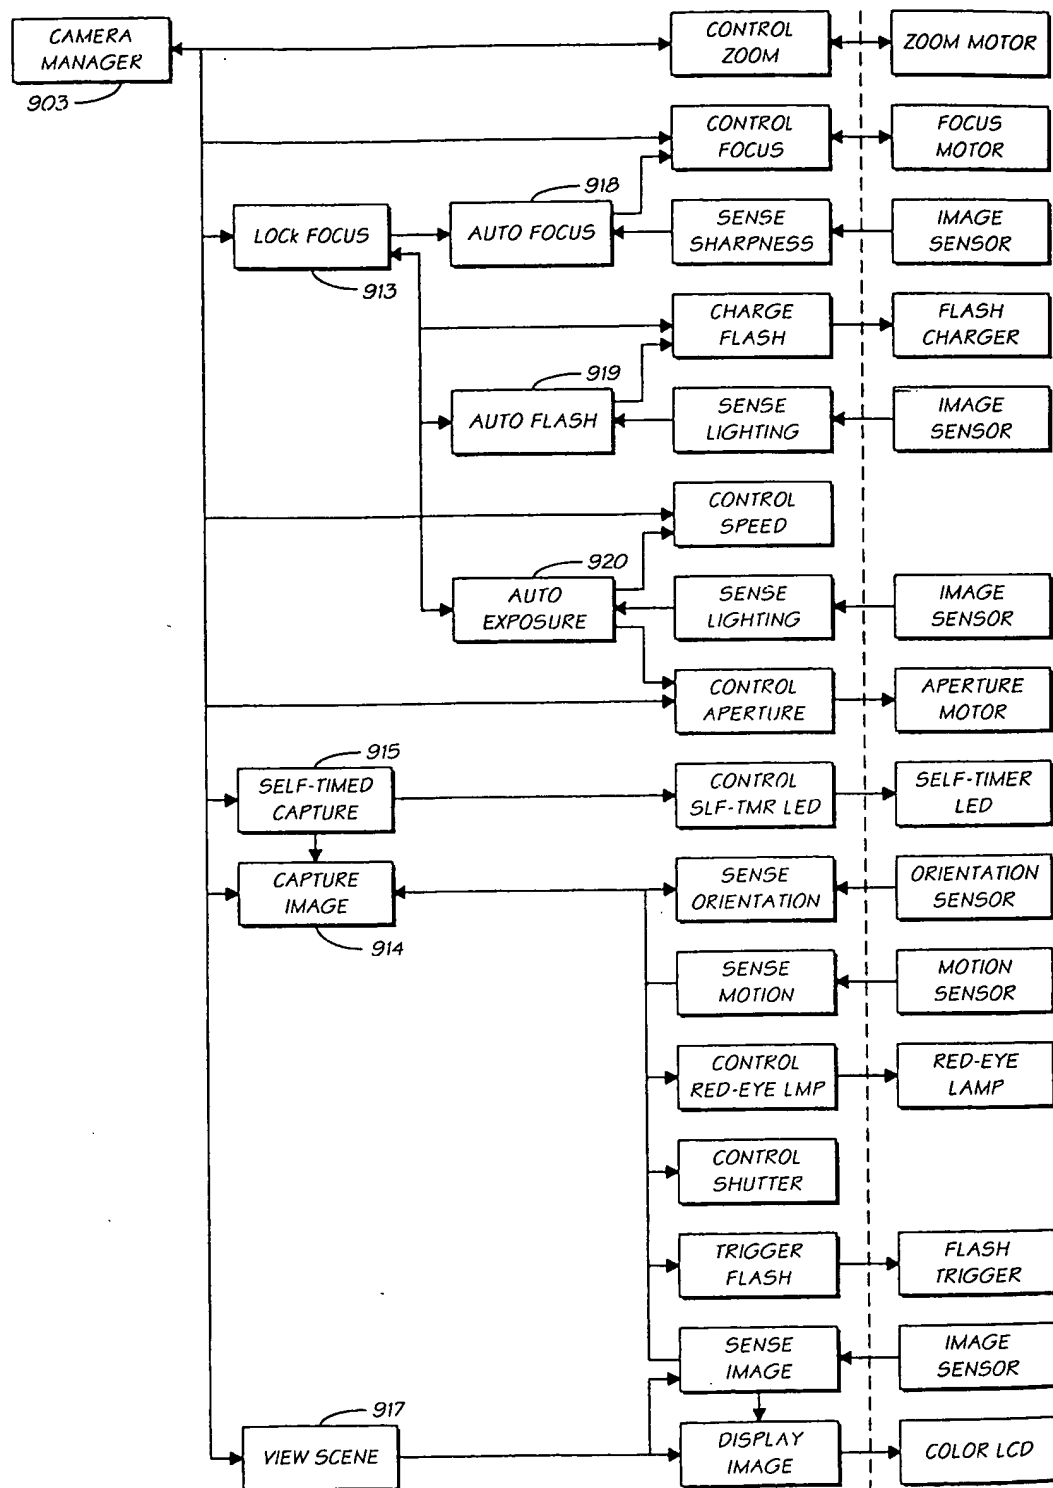 CAMERA
MANAGER
903
CONTROL
ZOOM
ZOOM MOTOR
CONTROL
FOCUS
FOCUS
MOTOR
918
LOCK FOCUS
913
AUTO FOCUS
SENSE
SHARPNESS
IMAGE
SENSOR
CHARGE
FLASH
FLASH
CHARGER
919
AUTO FLASH
SENSE
LIGHTING
IMAGE
SENSOR
CONTROL
SPEED
920
AUTO
EXPOSURE
SENSE
LIGHTING
IMAGE
SENSOR
CONTROL
APERTURE
APERTURE
MOTOR
915
SELF-TIMED
CAPTURE
CONTROL
SLF-TMR LED
SELF-TIMER
LED
CAPTURE
IMAGE
914
SENSE
ORIENTATION
ORIENTATION
SENSOR
SENSE
MOTION
MOTION
SENSOR
CONTROL
RED-EYE LMP
RED-EYE
LAMP
CONTROL
SHUTTER
TRIGGER
FLASH
FLASH
TRIGGER
SENSE
IMAGE
IMAGE
SENSOR
917
VIEW SCENE
DISPLAY
IMAGE
COLOR LCD